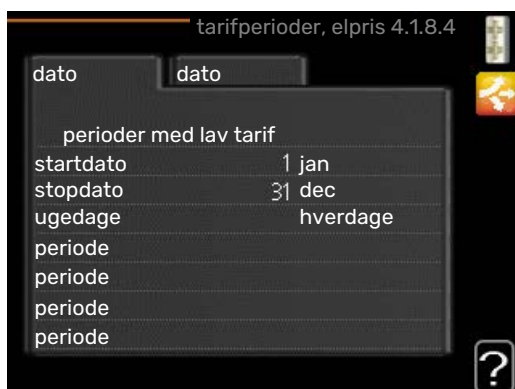 tarifperioder, elpris 4.1.8.4
dato dato
perioder med lav tarif
startdato 1 jan
stopdato 31 dec
ugedage hverdage
periode
periode
periode
periode
?